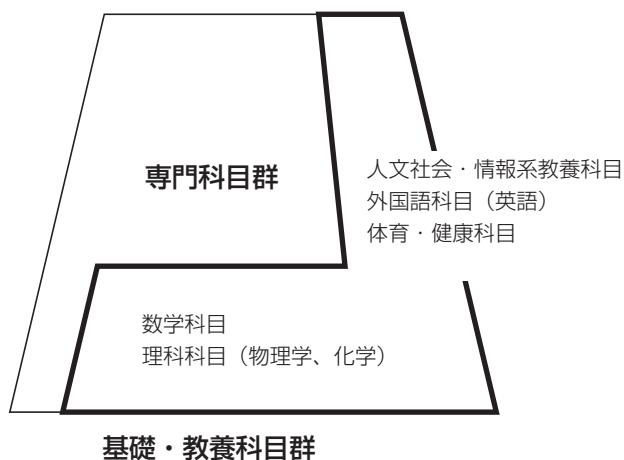 専門科目群
人文社会・情報系教養科目
外国語科目（英語）
体育・健康科目
数学科目
理科科目（物理学、化学）
基礎・教養科目群